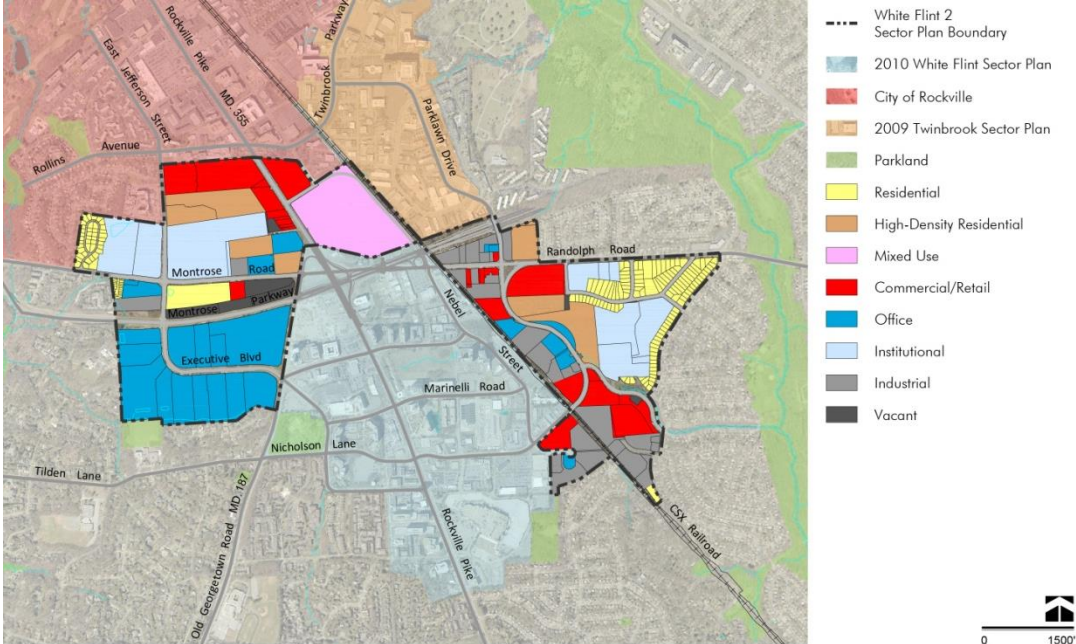 White Flint 2
Sector Plan Boundary
2010 White Flint Sector Plan
City of Rockville
2009 Twinbrook Sector Plan
Parkland
Residential
High-Density Residential
Mixed Use
Commercial/Retail
Office
Institutional
Industrial
Vacant
0 1500
Rockville Pike MD. 355
East Jefferson Street
Twinbrook Parkway
Parklawn Drive
Rollins Avenue
Randolph Road
Montrose Road
Montrose Parkway
Executive Blvd
Nebel Street
Marinelli Road
Nicholson Lane
Tilden Lane
Old Georgetown Road MD.187
Rockville Pike
CSX Railroad